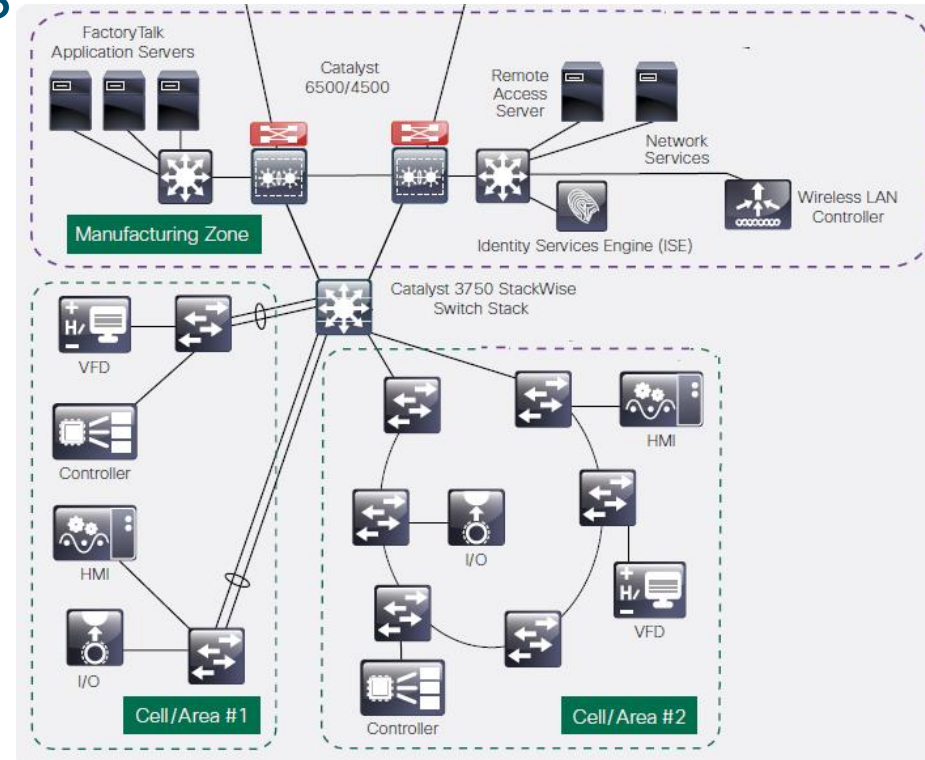 FactoryTalk
Application Servers
Catalyst
6500/4500
Remote
Access
Server
Network
Services
Wireless LAN
Controller
Manufacturing Zone
Identity Services Engine (ISE)
Catalyst 3750 StackWise
Switch Stack
VFD
Controller
HMI
I/O
Cell/Area #1
HMI
I/O
VFD
Controller
Cell/Area #2